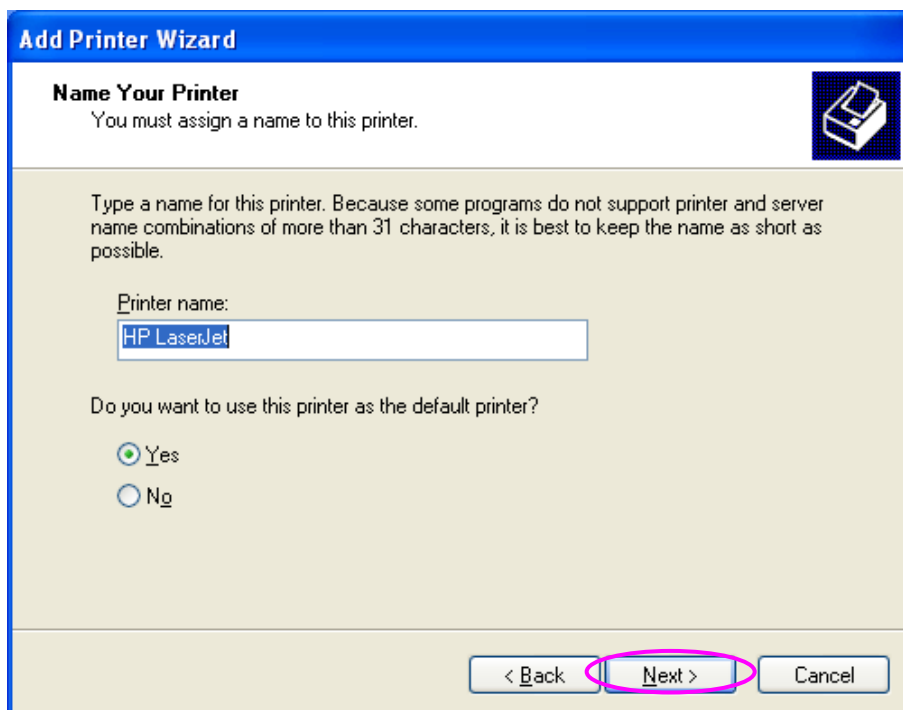 Add Printer Wizard
Name Your Printer
You must assign a name to this printer.
Type a name for this printer. Because some programs do not support printer and server
name combinations of more than 31 characters, it is best to keep the name as short as
possible.
Printer name:
HP LaserJet
Do you want to use this printer as the default printer?
Yes
No
< Back Next > Cancel